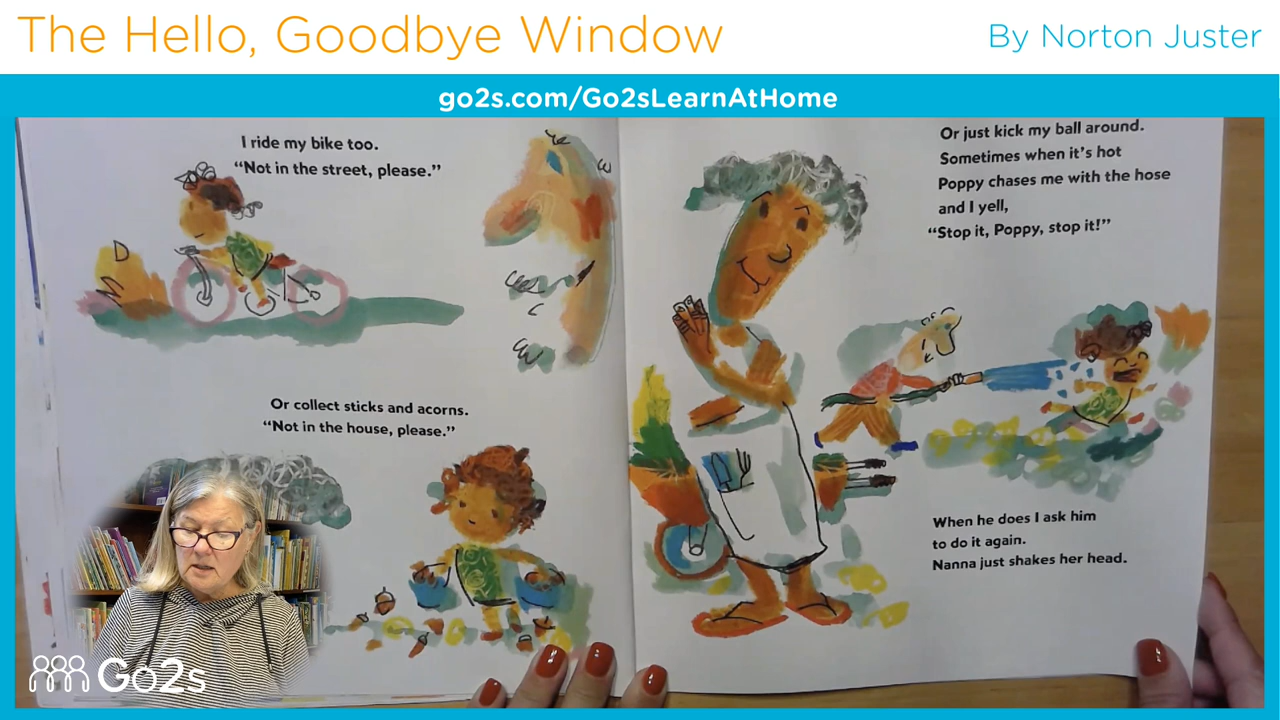 The Hello, Goodbye Window
By Norton Juster
go2s.com/Go2sLearnAtHome
I ride my bike too.
“Not in the street, please.”
Or collect sticks and acorns.
“Not in the house, please.”
Or just kick my ball around.
Sometimes when it’s hot
Poppy chases me with the hose
and I yell,
“Stop it, Poppy, stop it!”
When he does I ask him
to do it again.
Nanna just shakes her head.
Go2s